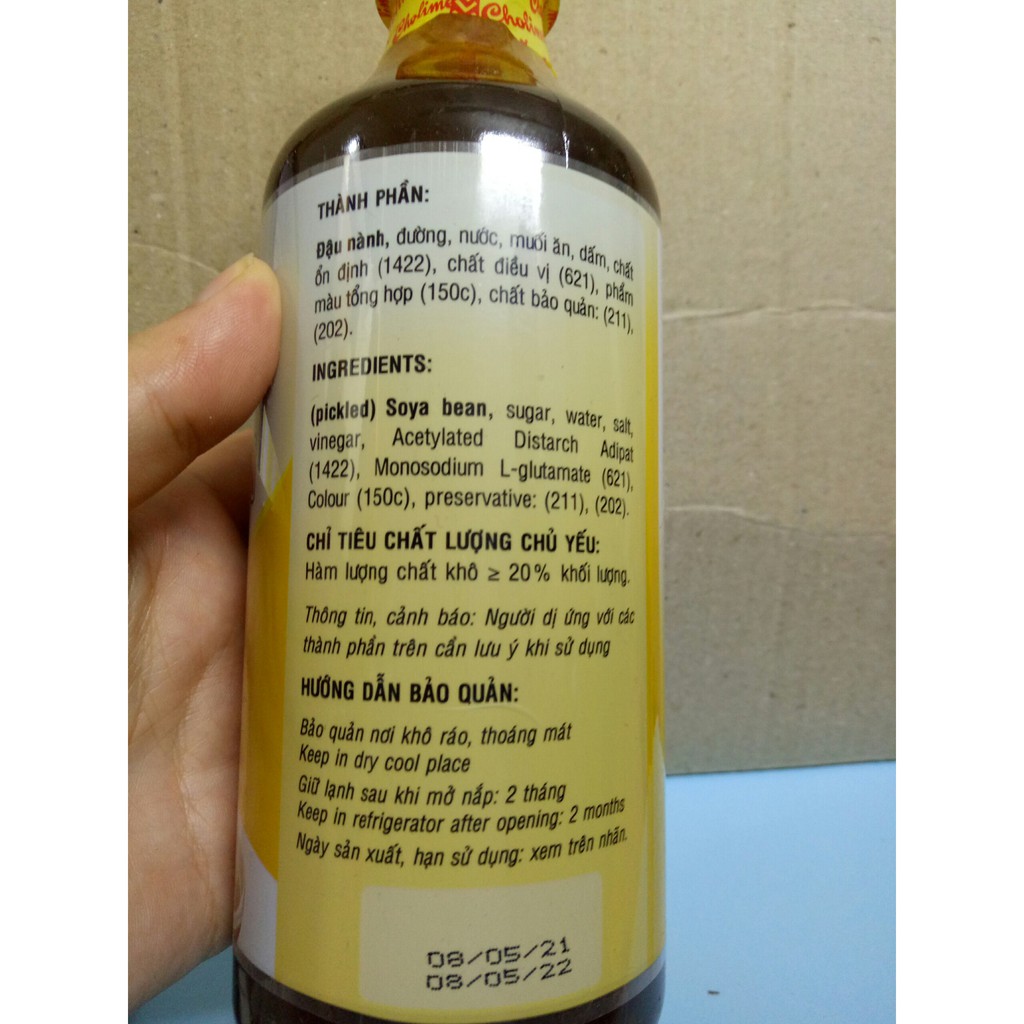 Cholimex Cholimex
THÀNH PHẦN:
Đậu nành, đường, nước, muối ăn, dấm, chất
ổn định (1422), chất điều vị (621), phẩm
màu tổng hợp (150c), chất bảo quản: (211),
(202).
INGREDIENTS:
(pickled) Soya bean, sugar, water, salt,
vinegar, Acetylated Distarch Adipat
(1422), Monosodium L-glutamate (621),
Colour (150c), preservative: (211), (202).
CHỈ TIÊU CHẤT LƯỢNG CHỦ YẾU:
Hàm lượng chất khô ≥ 20% khối lượng.
Thông tin, cảnh báo: Người dị ứng với các
thành phần trên cẩn lưu ý khi sử dụng
HƯỚNG DẪN BẢO QUẢN:
Bảo quản nơi khô ráo, thoáng mát
Keep in dry cool place
Giữ lạnh sau khi mở nắp: 2 tháng
Keep in refrigerator after opening: 2 months
Ngày sản xuất, hạn sử dụng: xem trên nhãn.
08/05/21
08/05/22